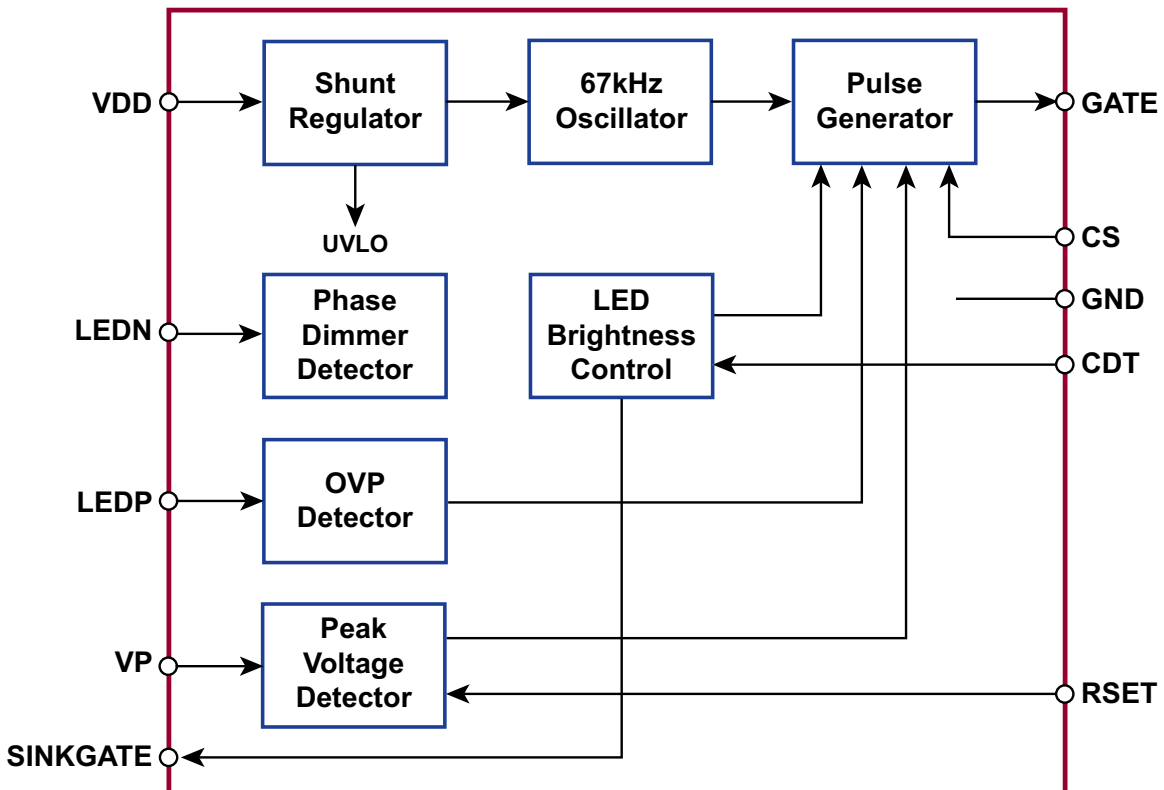 VDD
Shunt
Regulator
67kHz
Oscillator
Pulse
Generator
GATE
UVLO
CS
LEDN
Phase
Dimmer
Detector
LED
Brightness
Control
GND
CDT
LEDP
OVP
Detector
VP
Peak
Voltage
Detector
RSET
SINKGATE